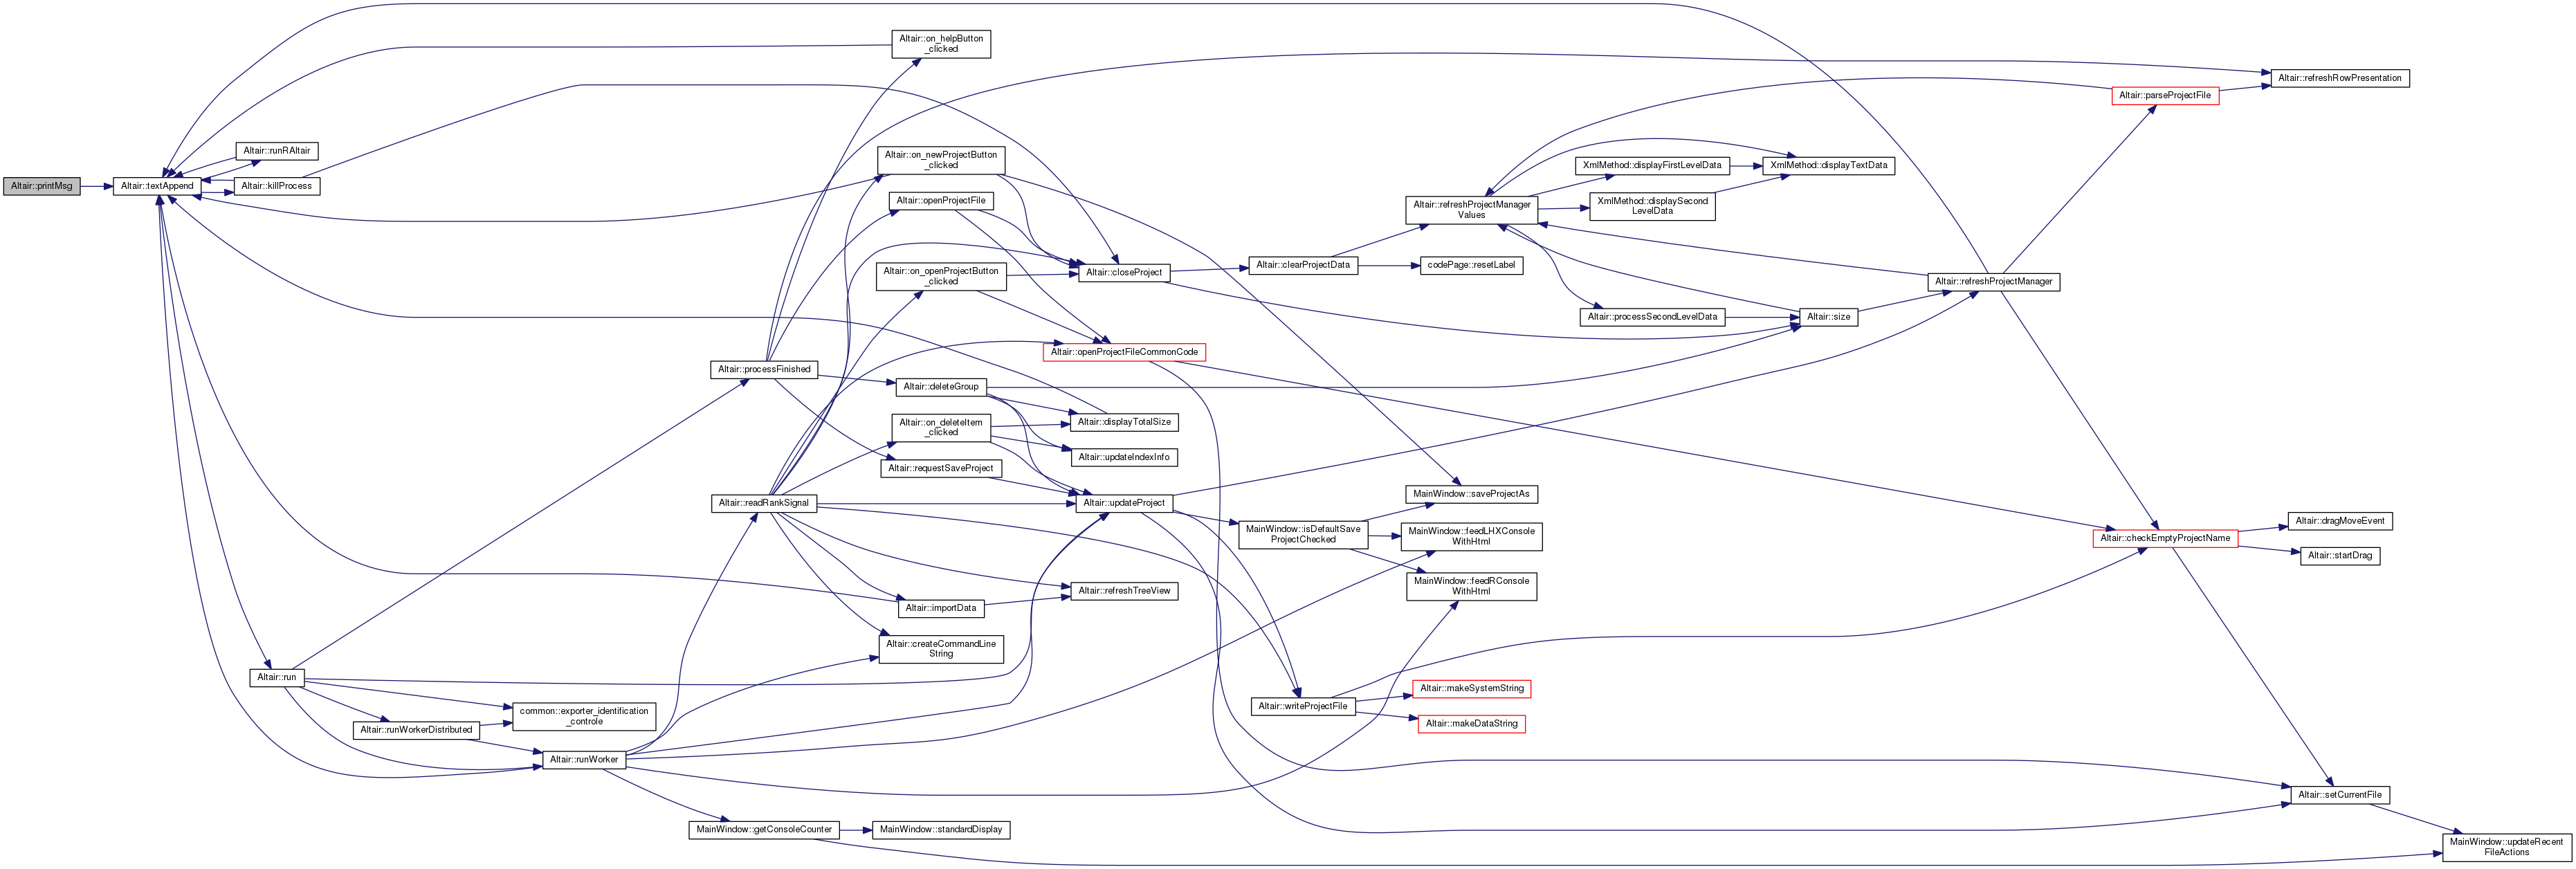 Altair::printMsg
Altair::textAppend
Altair::runRAltair
Altair::killProcess
Altair::run
common::exporter_identification
_controle
Altair::runWorkerDistributed
Altair::runWorker
Altair::processFinished
Altair::readRankSignal
MainWindow::getConsoleCounter
Altair::on_helpButton
_clicked
Altair::on_newProjectButton
_clicked
Altair::openProjectFile
Altair::on_openProjectButton
_clicked
Altair::deleteGroup
Altair::on_deleteItem
_clicked
Altair::requestSaveProject
Altair::importData
Altair::createCommandLine
String
MainWindow::standardDisplay
Altair::closeProject
Altair::openProjectFileCommonCode
Altair::displayTotalSize
Altair::updateIndexInfo
Altair::updateProject
Altair::refreshTreeView
Altair::clearProjectData
MainWindow::isDefaultSave
ProjectChecked
Altair::writeProjectFile
Altair::refreshProjectManager
Values
codePage::resetLabel
MainWindow::saveProjectAs
MainWindow::feedLHXConsole
WithHtml
MainWindow::feedRConsole
WithHtml
Altair::makeSystemString
Altair::makeDataString
XmlMethod::displayFirstLevelData
XmlMethod::displaySecond
LevelData
Altair::processSecondLevelData
XmlMethod::displayTextData
Altair::size
Altair::refreshProjectManager
Altair::parseProjectFile
Altair::checkEmptyProjectName
Altair::refreshRowPresentation
Altair::dragMoveEvent
Altair::startDrag
Altair::setCurrentFile
MainWindow::updateRecent
FileActions